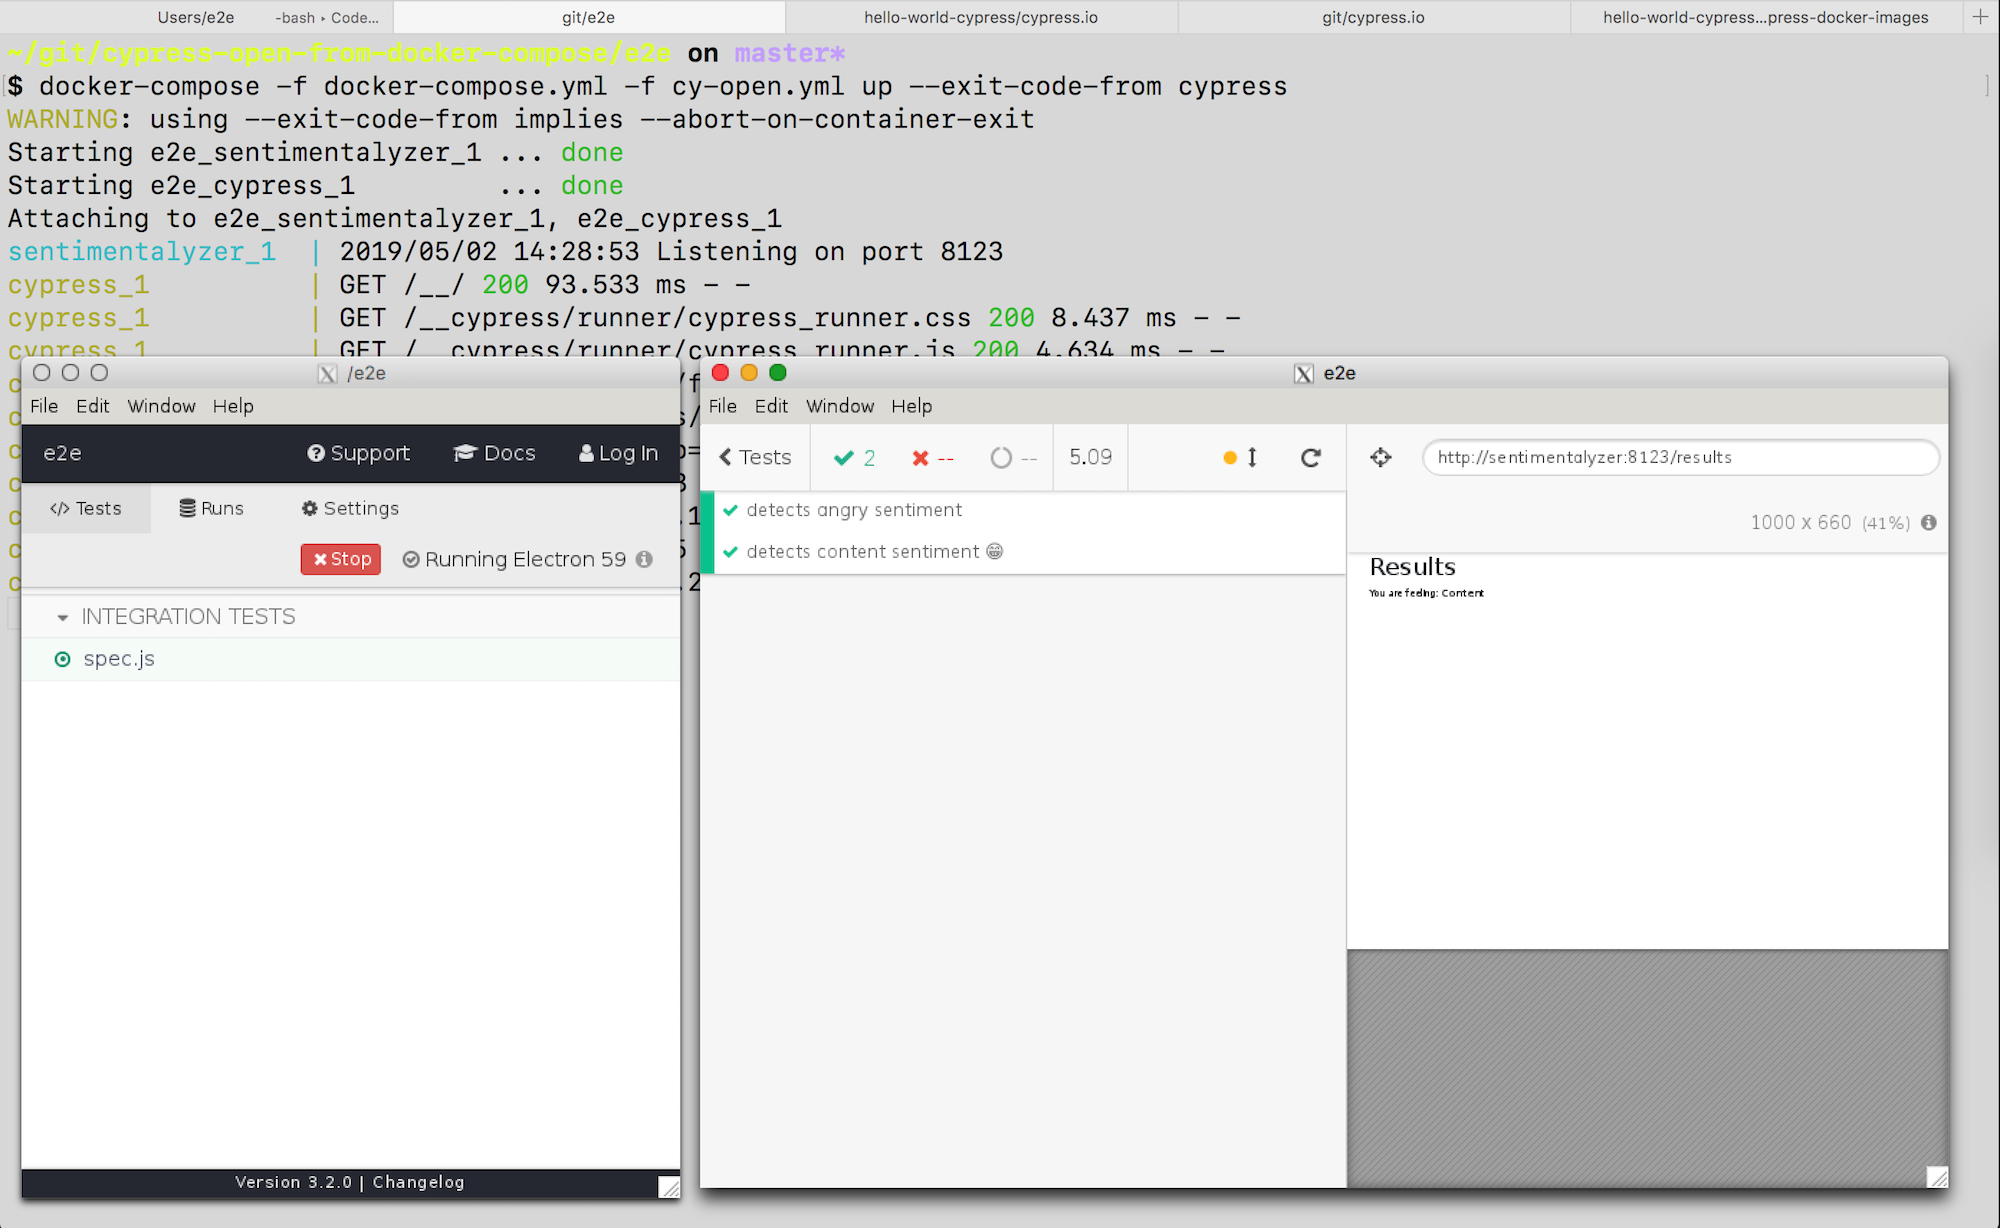 Users/e2e   -bash ▸ Code...   git/e2e   hello-world-cypress/cypress.io   git/cypress.io   hello-world-cypress...press-docker-images
~/git/cypress-open-from-docker-compose/e2e on master*
$ docker-compose -f docker-compose.yml -f cy-open.yml up --exit-code-from cypress
WARNING: using --exit-code-from implies --abort-on-container-exit
Starting e2e_sentimentalyzer_1 ... done
Starting e2e_cypress_1         ... done
Attaching to e2e_sentimentalyzer_1, e2e_cypress_1
sentimentalyzer_1  | 2019/05/02 14:28:53 Listening on port 8123
cypress_1          | GET /__/ 200 93.533 ms - -
cypress_1          | GET /__cypress/runner/cypress_runner.css 200 8.437 ms - -
cypress_1          | GET /__cypress/runner/cypress_runner.js 200 4.634 ms - -
/e2e
File Edit Window Help
e2e Support Docs Log In
</> Tests Runs Settings
Stop Running Electron 59
INTEGRATION TESTS
spec.js
Version 3.2.0 | Changelog
e2e
File Edit Window Help
Tests 2 -- -- 5.09
detects angry sentiment
detects content sentiment 😁
http://sentimentalyzer:8123/results
1000 x 660 (41%)
Results
You are feeling: Content